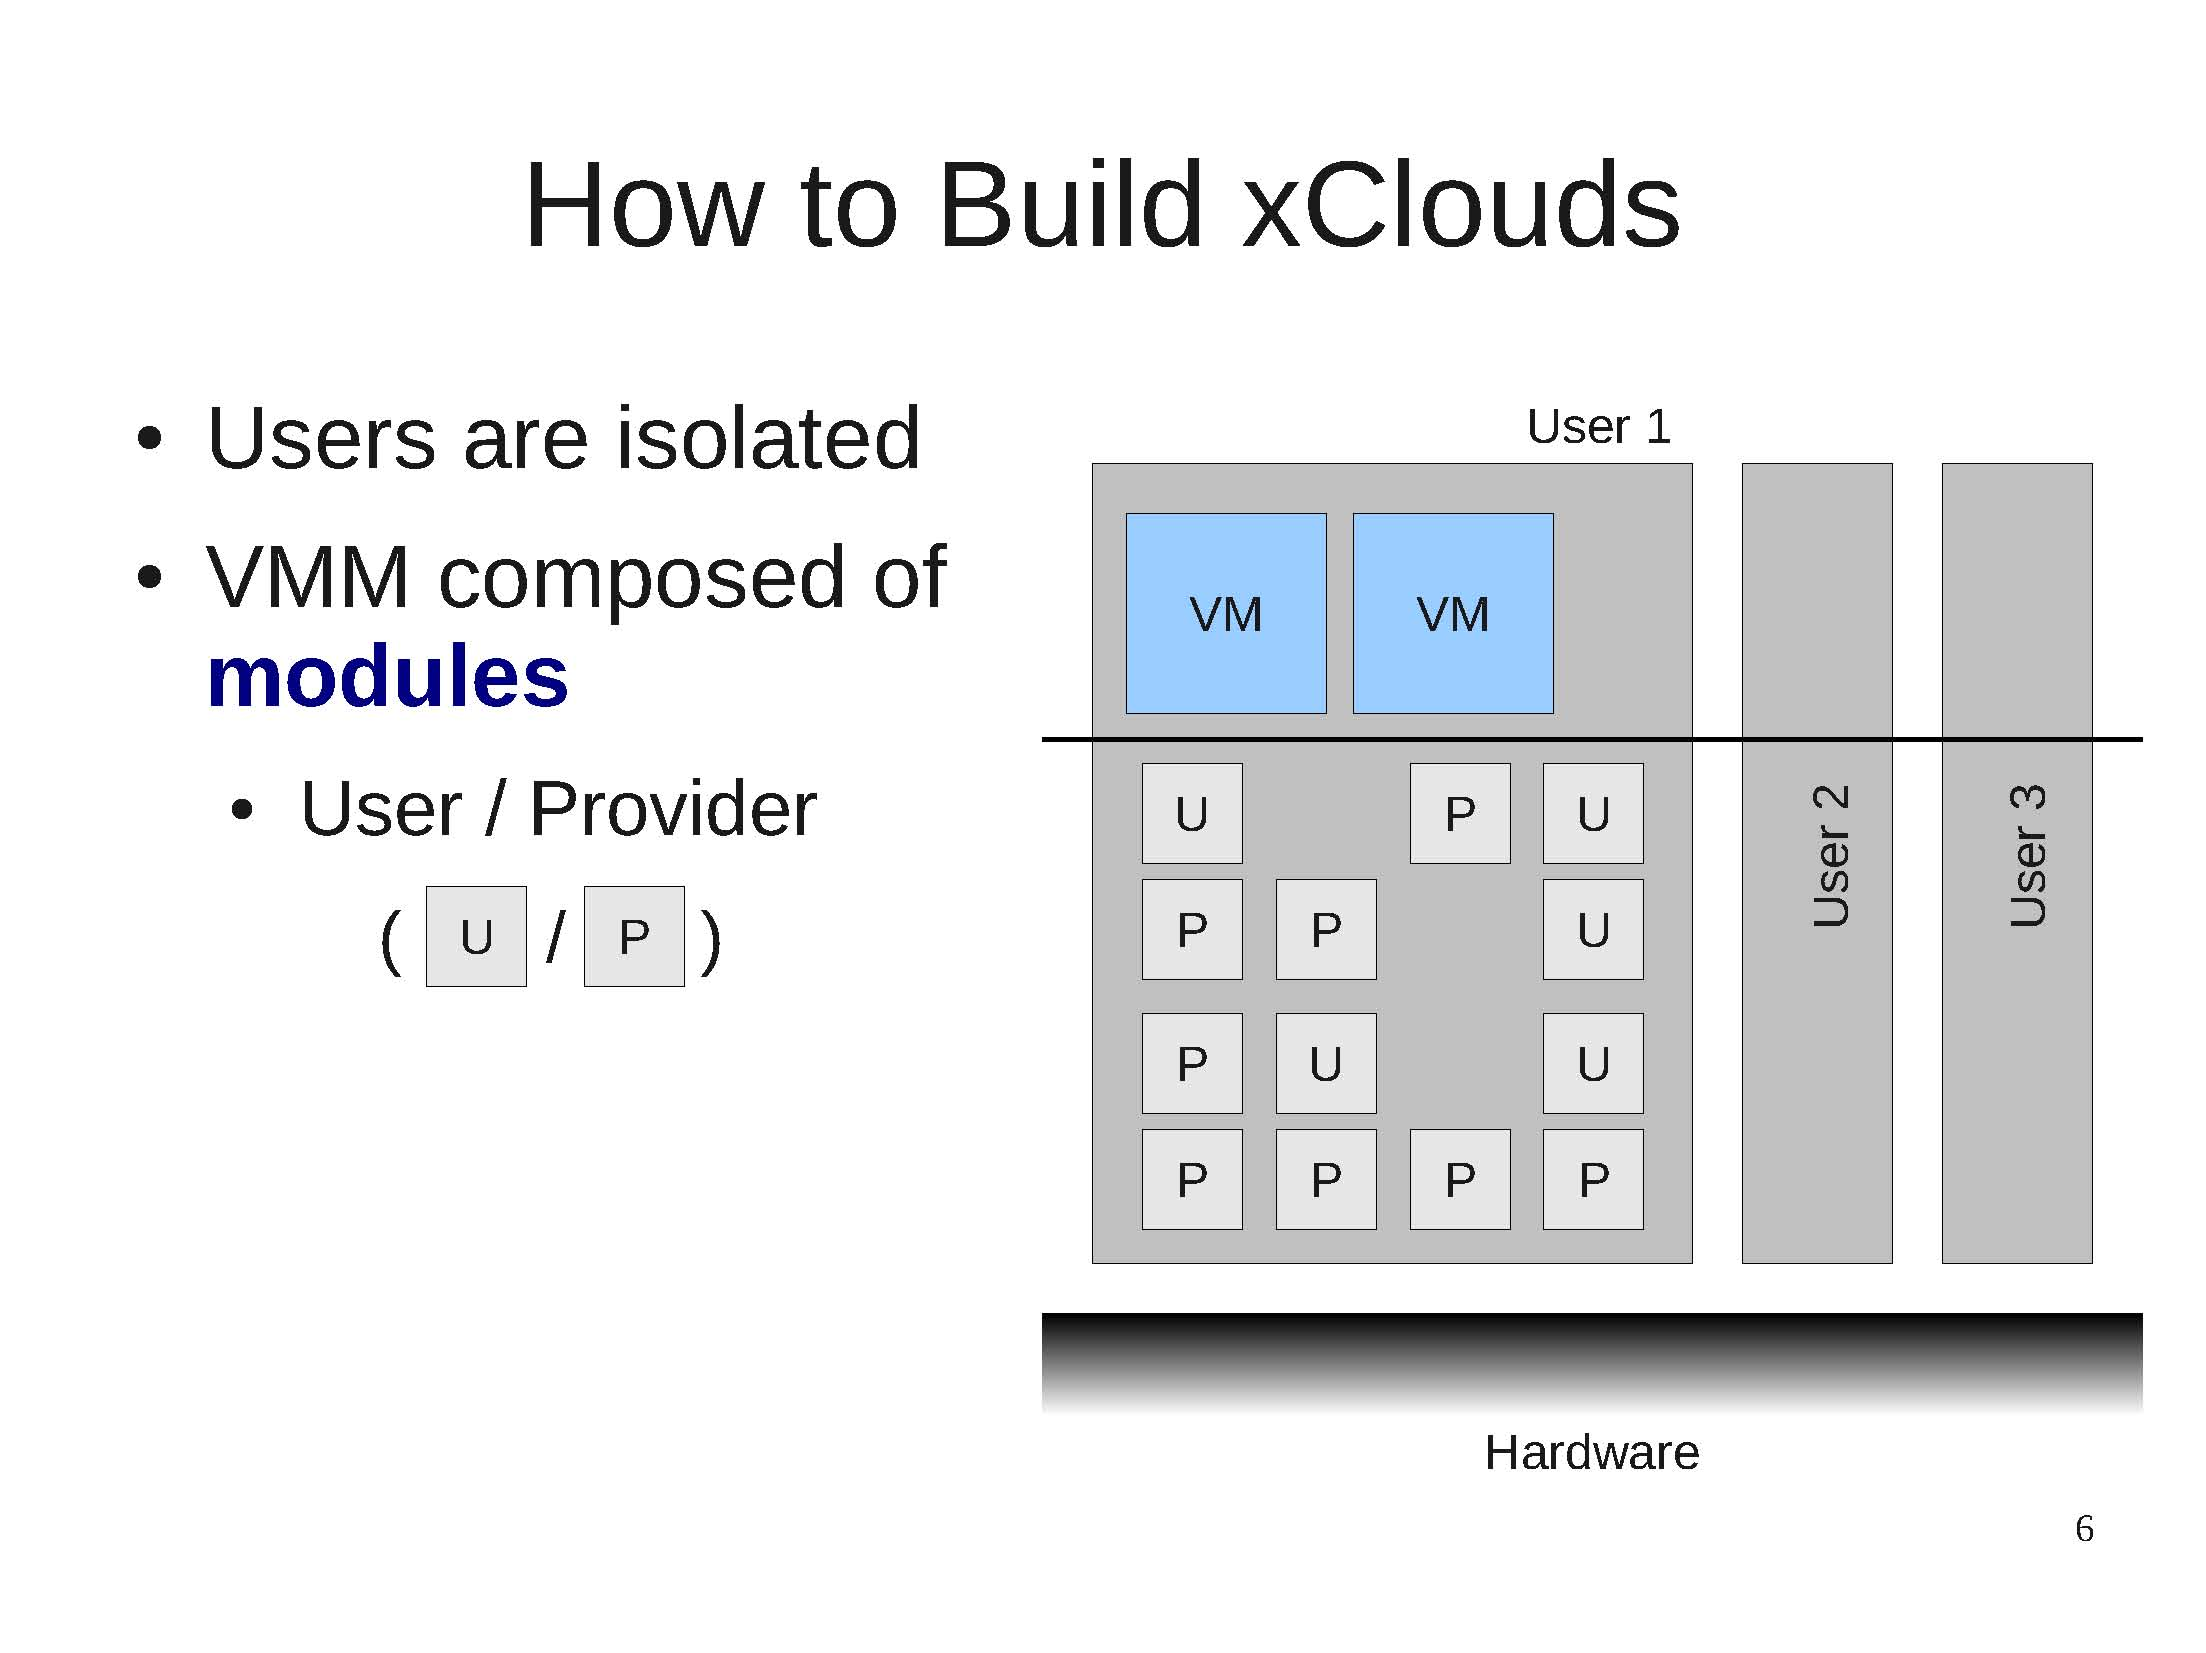 How to Build xClouds
• Users are isolated
• VMM composed of
modules
• User / Provider
( U / P )
User 1
VM VM
U P U
P P U
P U U
P P P P
User 2
User 3
Hardware
6